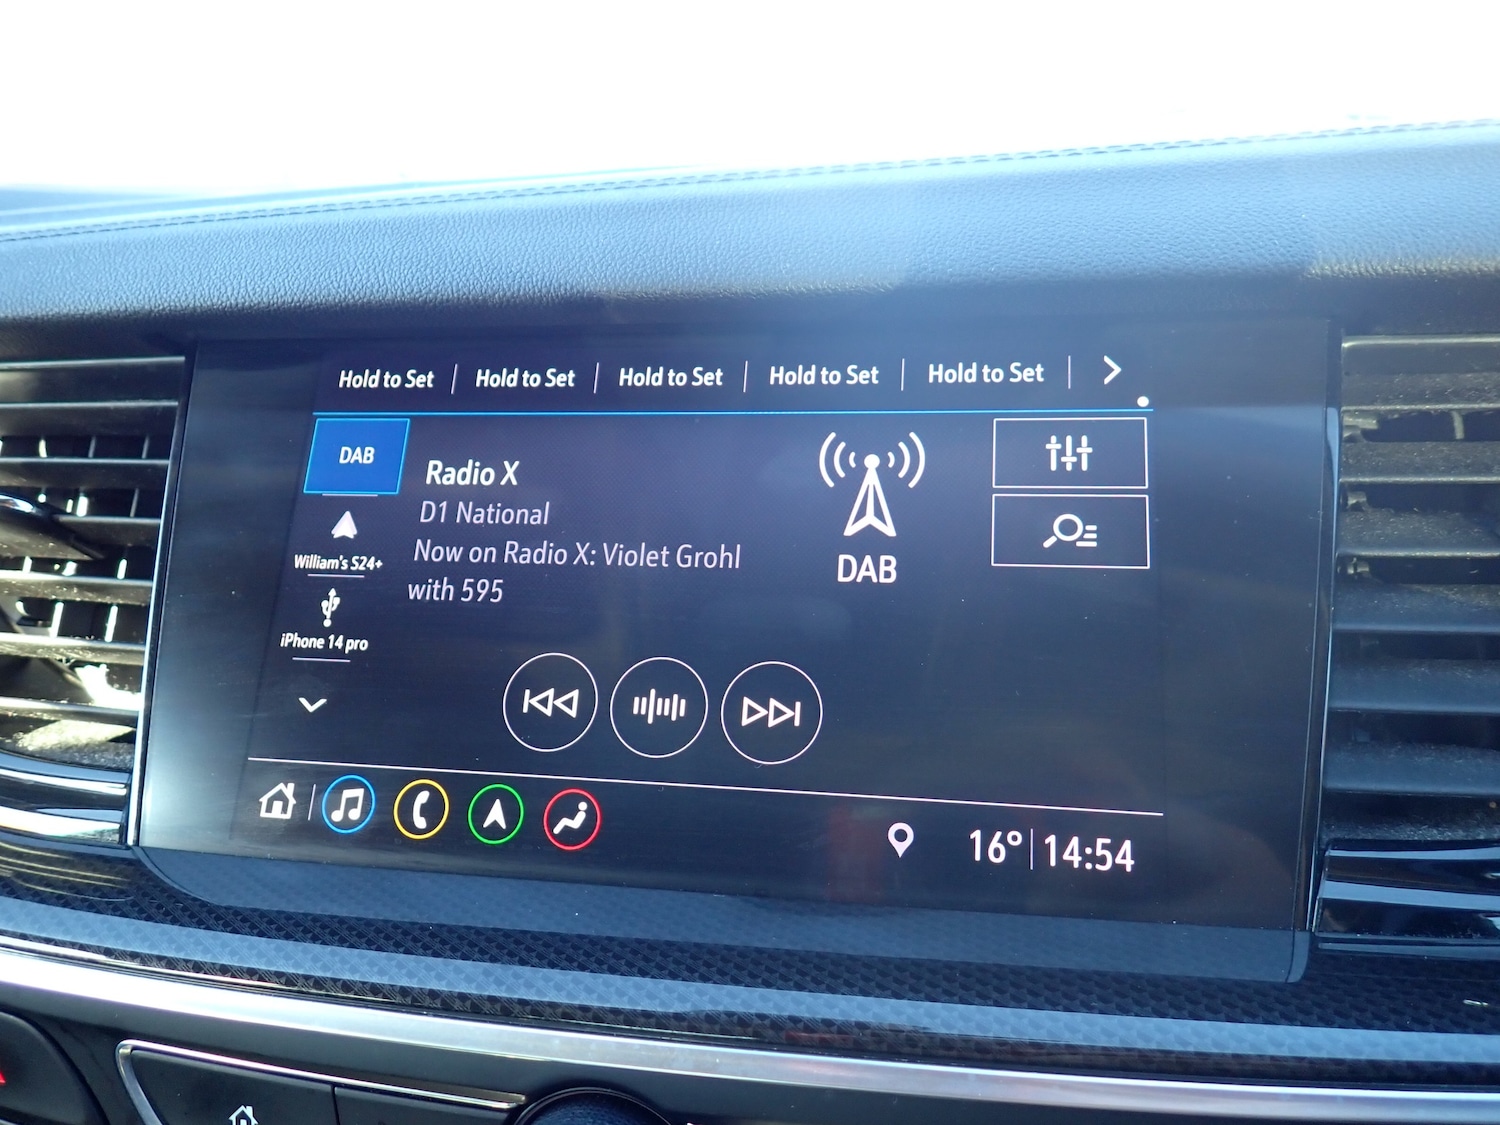 Hold to Set Hold to Set Hold to Set Hold to Set Hold to Set
DAB
Radio X
D1 National
Now on Radio X: Violet Grohl
with 595
DAB
William's S24+
iPhone 14 pro
16° 14:54